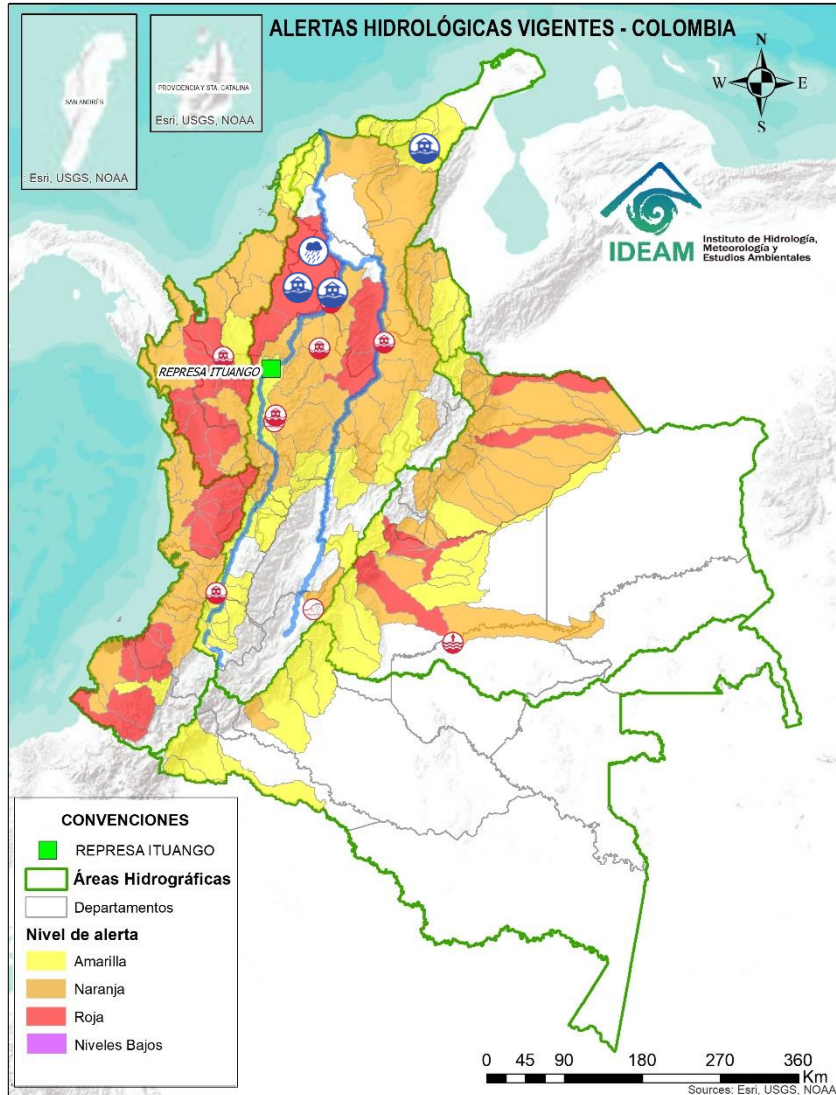 ALERTAS HIDROLÓGICAS VIGENTES - COLOMBIA
SAN ANDRÉS
: Esri, USGS, NOAA
PROVIDENCIA Y STA. CATALINA
Esri, USGS, NOAA
N
W
E
S
IDEAM
Instituto de Hidrología,
Meteorología y
Estudios Ambientales
REPRESA ITUANGO
CONVENCIONES
REPRESA ITUANGO
Áreas Hidrográficas
Departamentos
Nivel de alerta
Amarilla
Naranja
Roja
Niveles Bajos
0 45 90 180 270 360
Km
Sources: Esri, USGS, NOAA